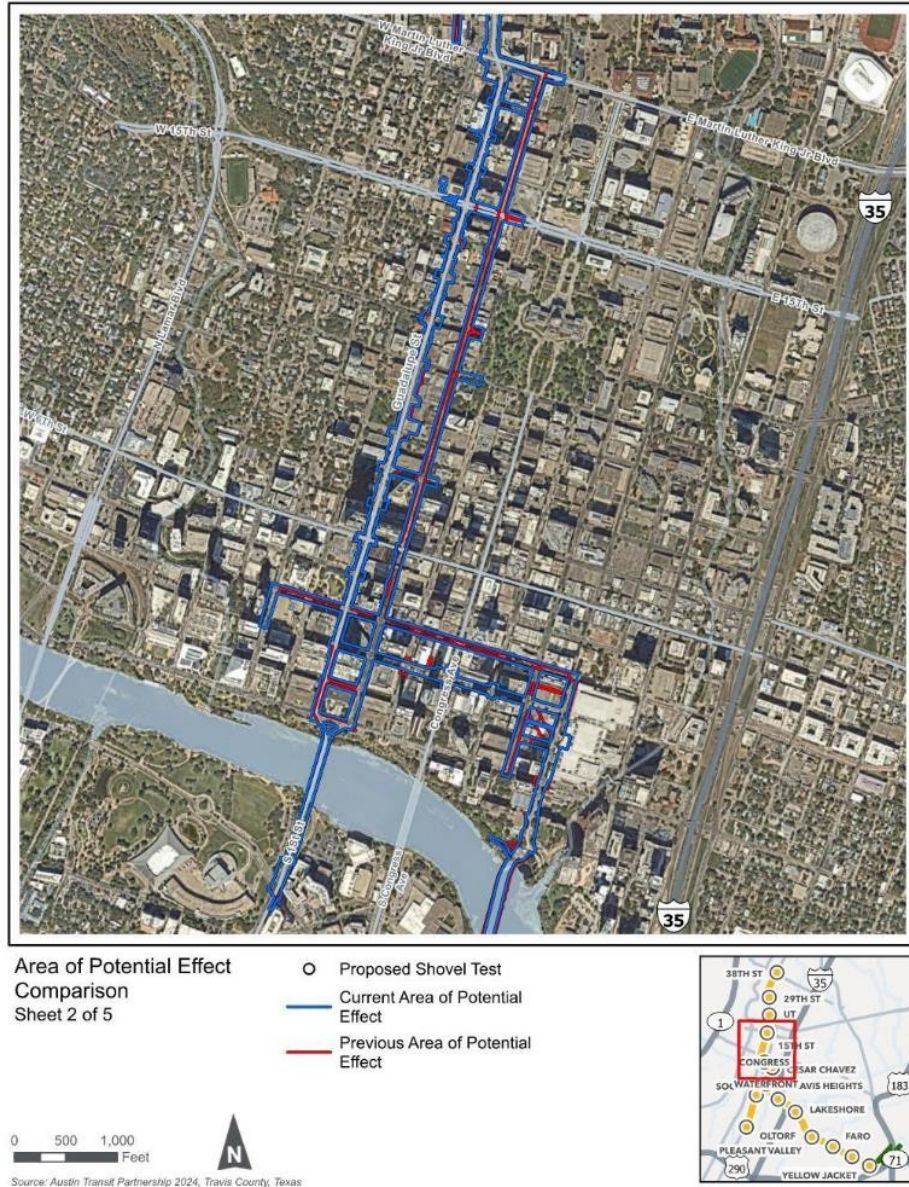 W Martin Luther
King Jr Blvd
E Martin Luther King Jr Blvd
W 15Th St
35
E 15Th St
N Lamar Blvd
Guadalupe St
W 6th St
Congress Ave
S 1St St
S Congress
Ave
35
Area of Potential Effect
Comparison
Sheet 2 of 5
Proposed Shovel Test
Current Area of Potential
Effect
Previous Area of Potential
Effect
0 500 1,000
Feet
N
Source: Austin Transit Partnership 2024, Travis County, Texas
38TH ST
35
29TH ST
UT
1
15TH ST
CONGRESS
CESAR CHAVEZ
WATERFRONT
AVIS HEIGHTS
183
LAKESHORE
OLTORF
FARO
PLEASANT VALLEY
71
290
YELLOW JACKET